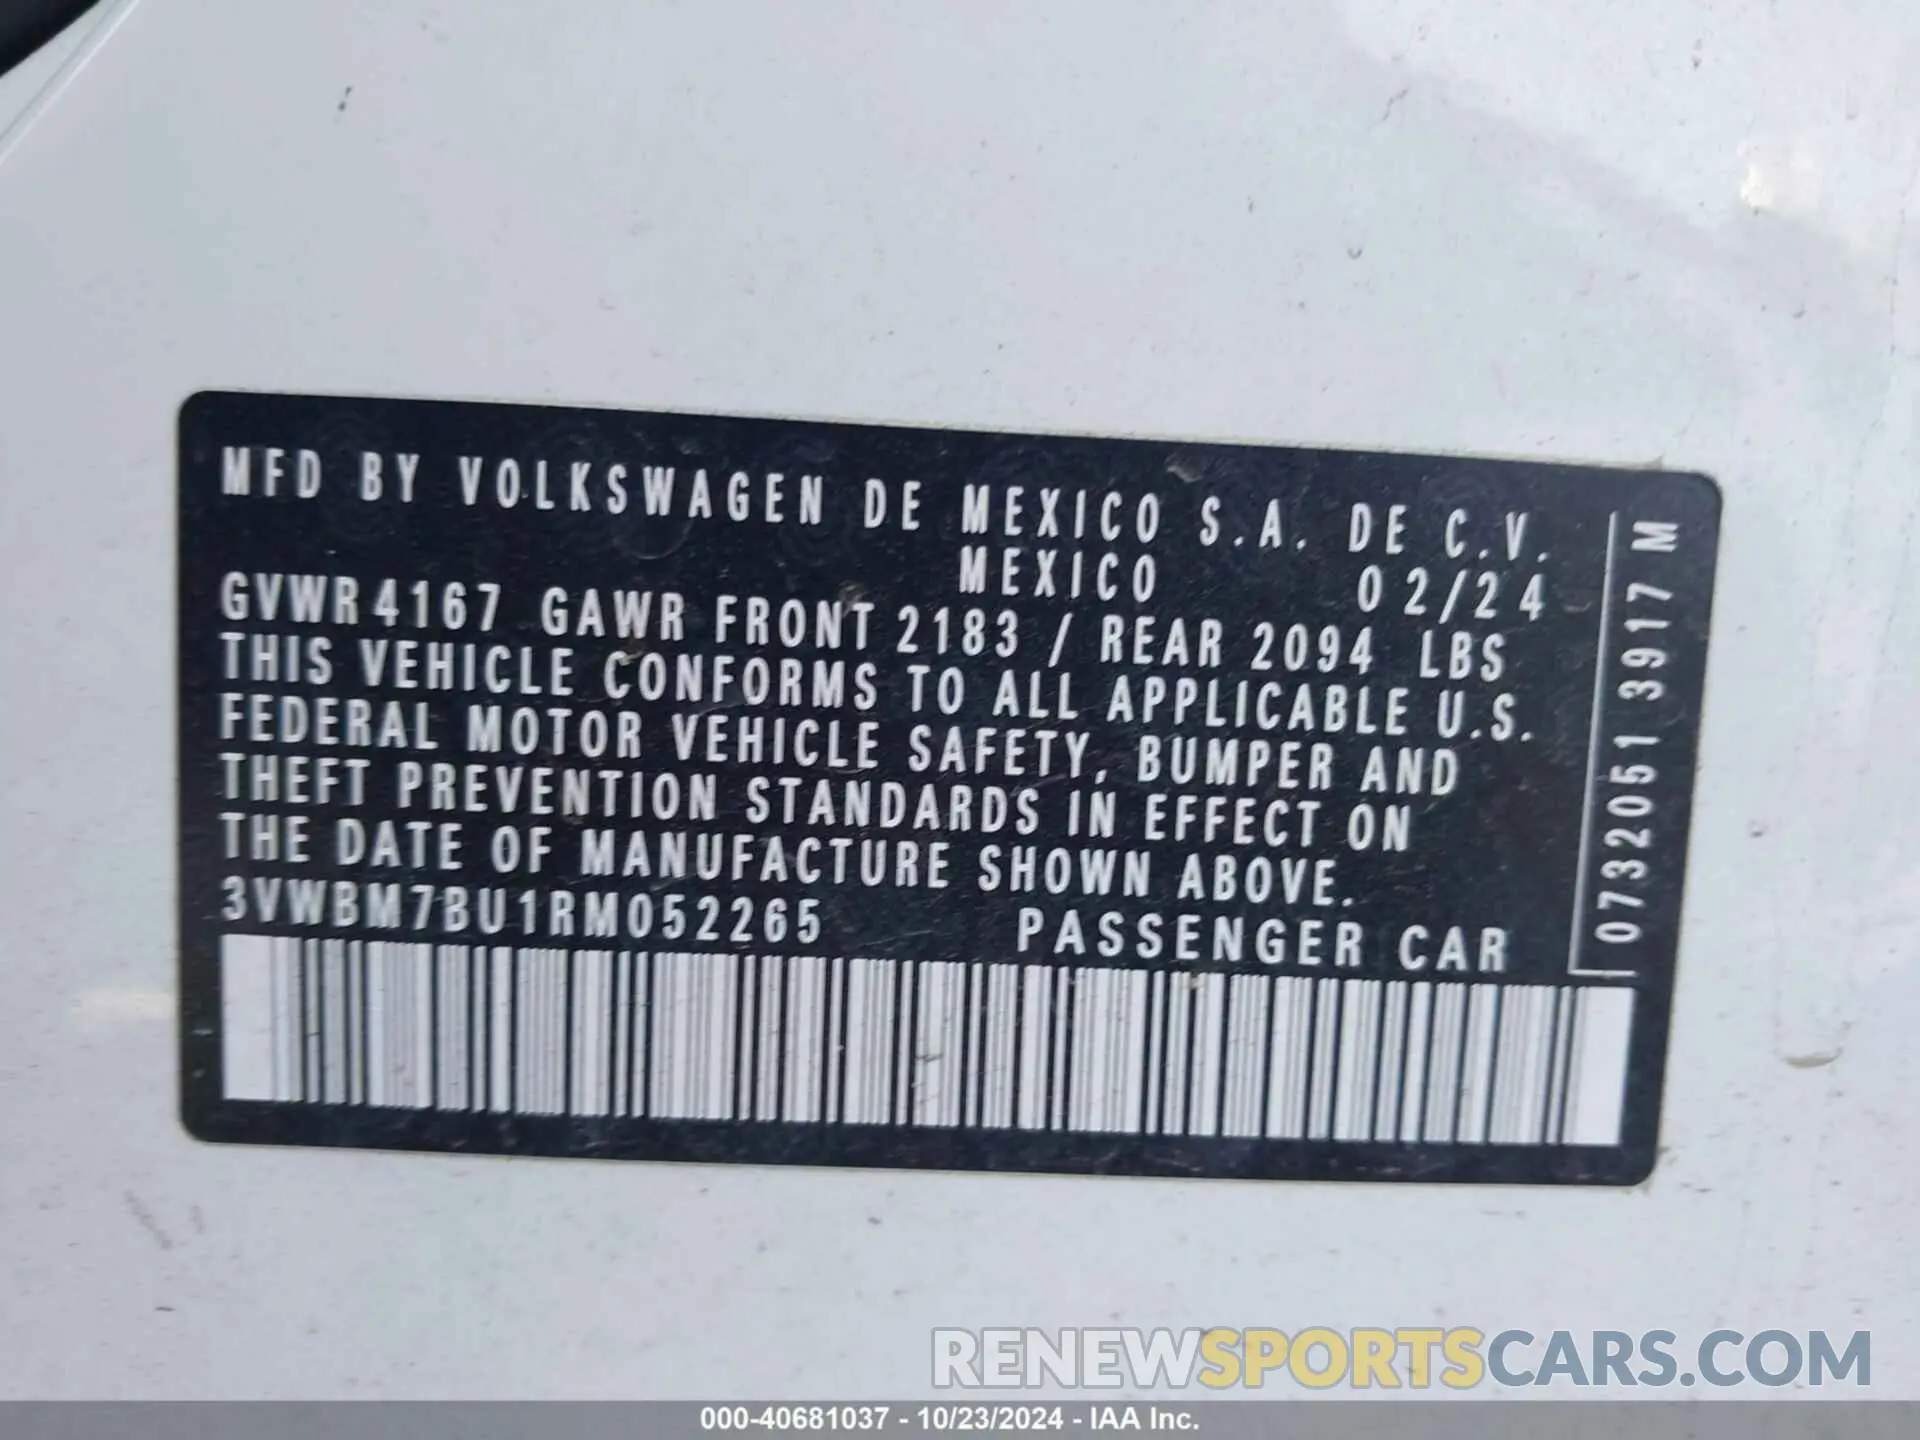 MFD BY VOLKSWAGEN DE MEXICO S.A. DE C.V.
MEXICO 02/24
GVWR 4167 GAWR FRONT 2183 / REAR 2094 LBS
THIS VEHICLE CONFORMS TO ALL APPLICABLE U.S.
FEDERAL MOTOR VEHICLE SAFETY, BUMPER AND
THEFT PREVENTION STANDARDS IN EFFECT ON
THE DATE OF MANUFACTURE SHOWN ABOVE.
3VWBM7BU1RM052265 PASSENGER CAR
0732051 3917 M
RENEWSPORTSCARS.COM
000-40681037 - 10/23/2024 - IAA Inc.